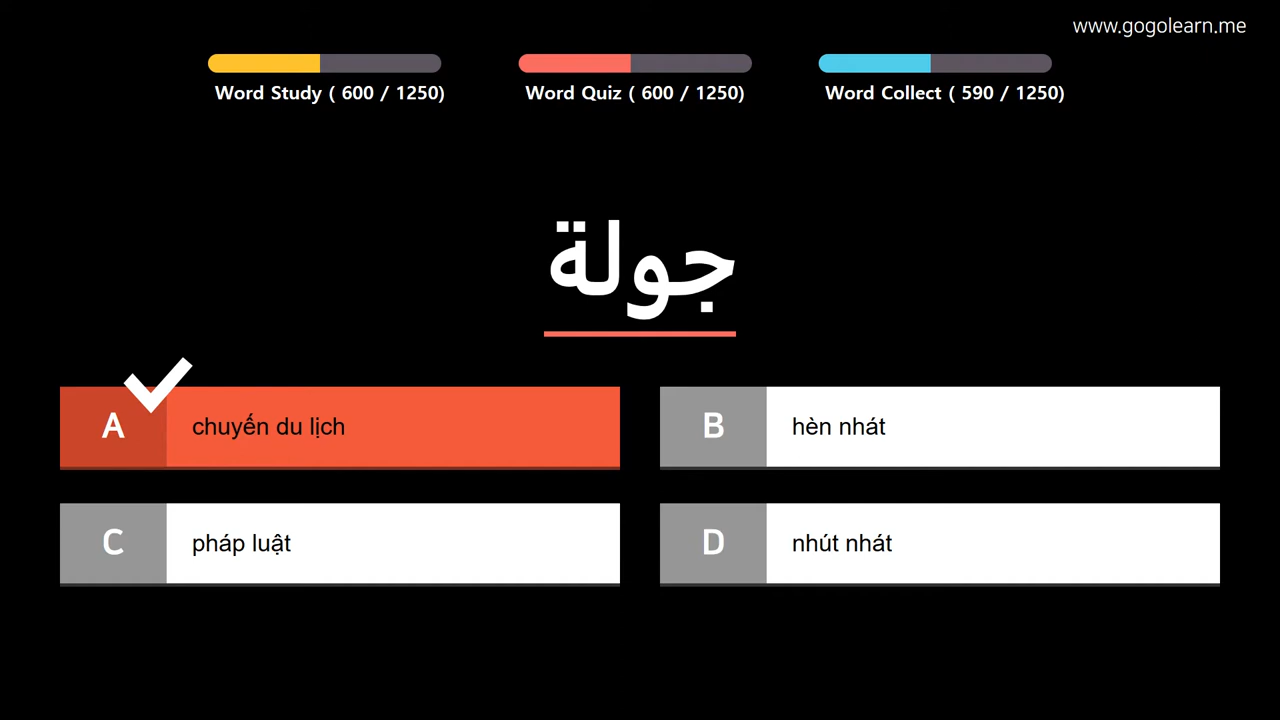 www.gogolearn.me
Word Study ( 600 / 1250)
Word Quiz ( 600 / 1250)
Word Collect ( 590 / 1250)
جولة
A chuyến du lịch
B hèn nhát
C pháp luật
D nhút nhát